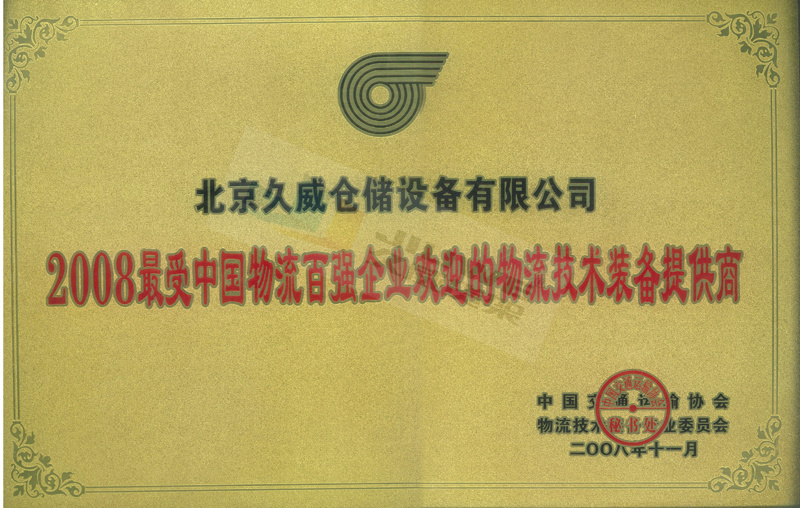 北京久威仓储设备有限公司
2008最受中国物流百强企业欢迎的物流技术装备提供商
中国交通运输协会
物流技术 业委员会
秘书处
二〇〇八年十一月